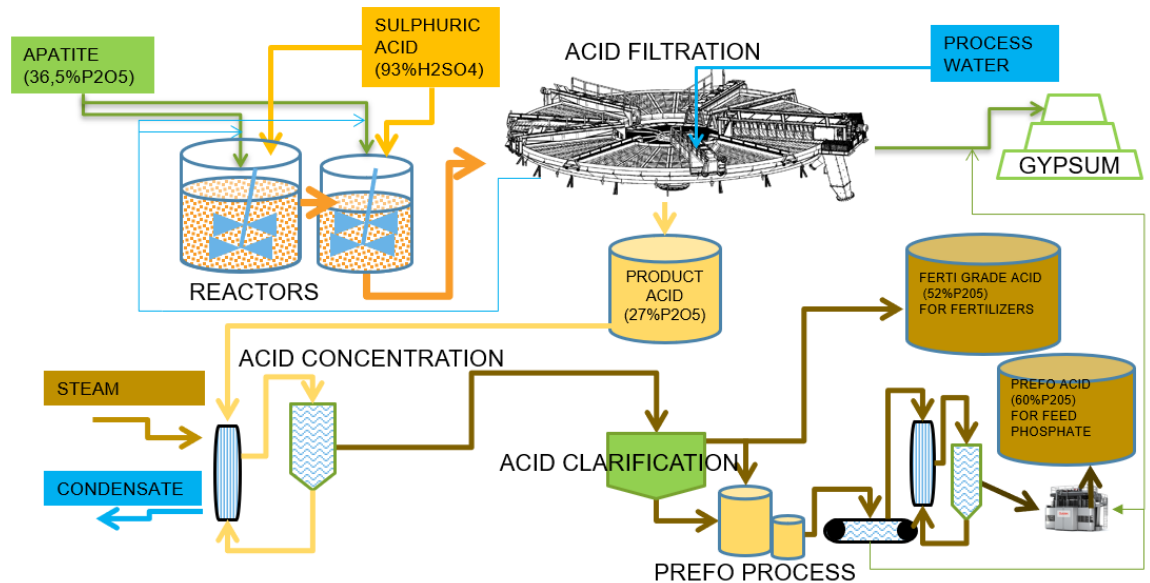 APATITE
(36,5%P2O5)
SULPHURIC
ACID
(93%H2SO4)
ACID FILTRATION
PROCESS
WATER
GYPSUM
REACTORS
PRODUCT
ACID
(27%P2O5)
FERTI GRADE ACID
(52%P205)
FOR FERTILIZERS
ACID CONCENTRATION
STEAM
PREFO ACID
(60%P205)
FOR FEED
PHOSPHATE
ACID CLARIFICATION
CONDENSATE
PREFO PROCESS